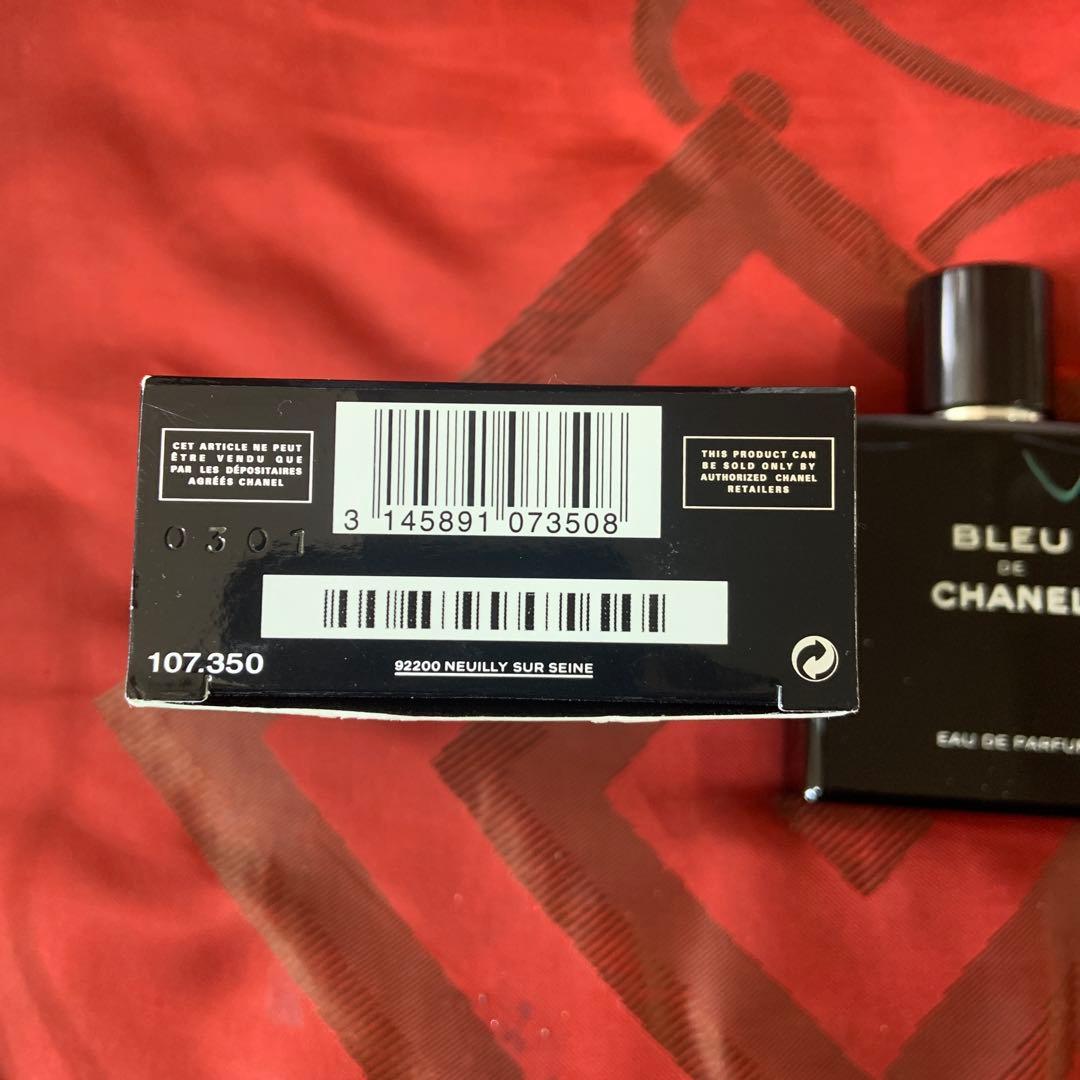 CET ARTICLE NE PEUT
ÊTRE VENDU QUE
PAR LES DÉPOSITAIRES
AGRÉÉS CHANEL
0301
3 145891 073508
THIS PRODUCT CAN
BE SOLD ONLY BY
AUTHORIZED CHANEL
RETAILERS
107.350
92200 NEUILLY SUR SEINE
BLEU
DE
CHANEL
EAU DE PARFUM